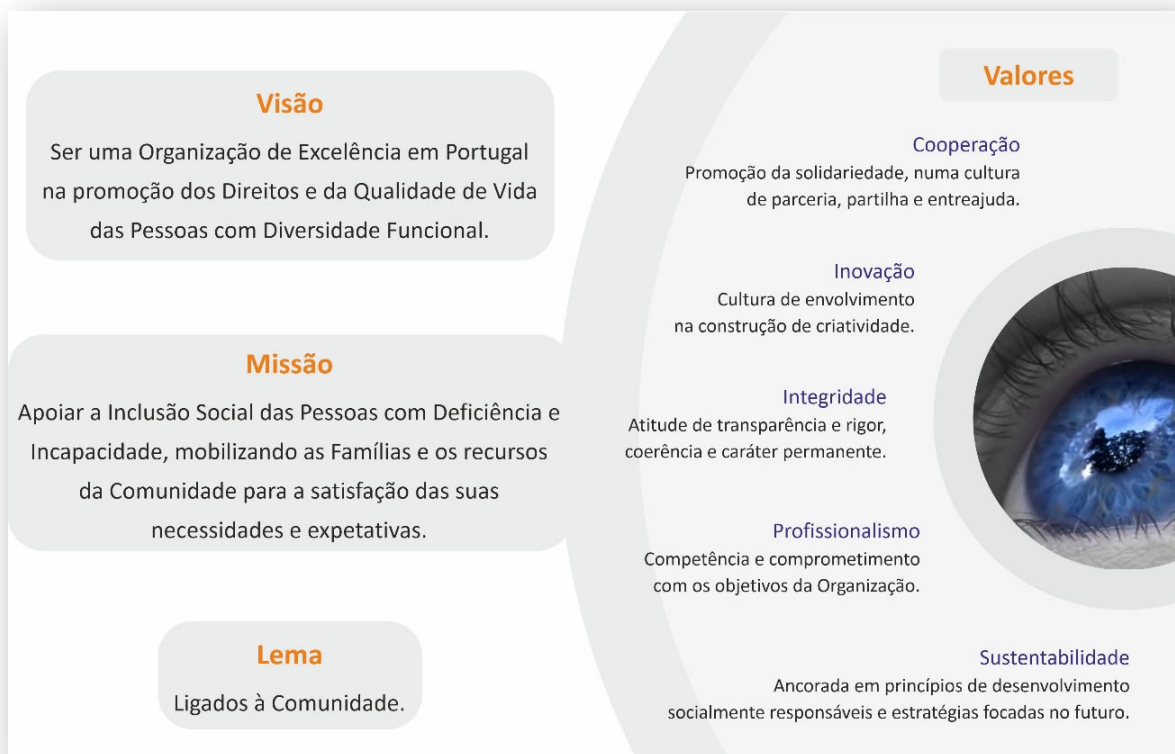 Visão
Ser uma Organização de Excelência em Portugal
na promoção dos Direitos e da Qualidade de Vida
das Pessoas com Diversidade Funcional.
Missão
Apoiar a Inclusão Social das Pessoas com Deficiência e
Incapacidade, mobilizando as Famílias e os recursos
da Comunidade para a satisfação das suas
necessidades e expetativas.
Lema
Ligados à Comunidade.
Valores
Cooperação
Promoção da solidariedade, numa cultura
de parceria, partilha e entreajuda.
Inovação
Cultura de envolvimento
na construção de criatividade.
Integridade
Atitude de transparência e rigor,
coerência e caráter permanente.
Profissionalismo
Competência e comprometimento
com os objetivos da Organização.
Sustentabilidade
Ancorada em princípios de desenvolvimento
socialmente responsáveis e estratégias focadas no futuro.